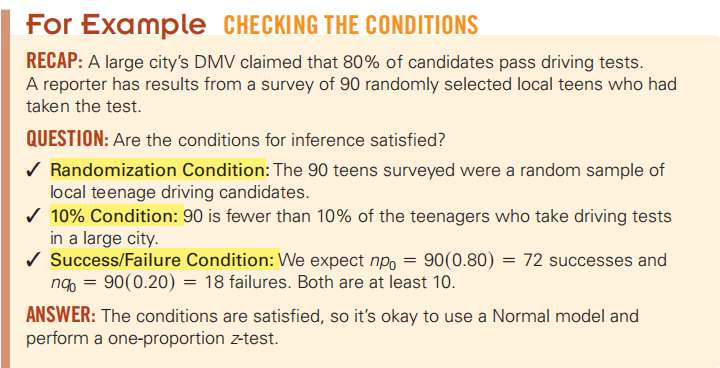 For Example CHECKING THE CONDITIONS
RECAP: A large city's DMV claimed that 80% of candidates pass driving tests.
A reporter has results from a survey of 90 randomly selected local teens who had
taken the test.
QUESTION: Are the conditions for inference satisfied?
✓ Randomization Condition: The 90 teens surveyed were a random sample of
local teenage driving candidates.
✓ 10% Condition: 90 is fewer than 10% of the teenagers who take driving tests
in a large city.
✓ Success/Failure Condition: We expect np₀ = 90(0.80) = 72 successes and
nq₀ = 90(0.20) = 18 failures. Both are at least 10.
ANSWER: The conditions are satisfied, so it's okay to use a Normal model and
perform a one-proportion z-test.